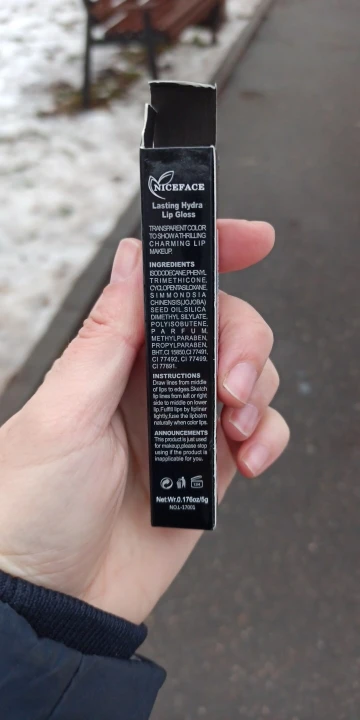 NICEFACE
Lasting Hydra
Lip Gloss
TRANSPARENT COLOR
TO SHOW A THRILLING
CHARMING LIP
MAKEUP.
INGREDIENTS
ISODODECANE,PHENYL
TRIMETHICONE,
CYCLOPENTASILOXANE,
SIMMONDSIA
CHINENSIS(JOJOBA)
SEED OIL,SILICA
DIMETHYL SILYLATE,
POLYISOBUTENE,
PARFUM,
METHYLPARABEN,
PROPYLPARABEN,
BHT, CI 15850,CI 77491,
CI 77492, CI 77499,
CI 77891.
INSTRUCTIONS
Draw lines from middle
of lips to edges.Sketch
lip lines from left or right
side to middle on lower
lip.Fulfill lips by lipliner
lightly,fuse the lipbalm
naturally when color lips.
ANNOUNCEMENTS
This product is just used
for makeup,please stop
using if the product is
inapplicable for you.
Net Wt.0.176oz/5g
NO.L-17001